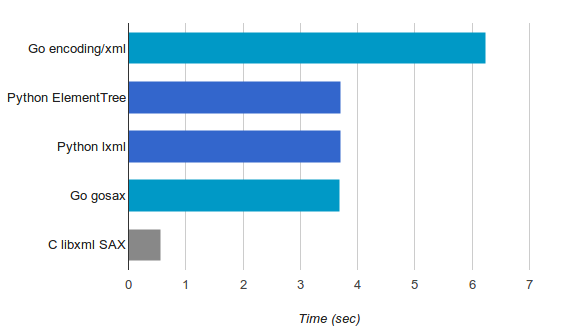 Go encoding/xml
Python ElementTree
Python lxml
Go gosax
C libxml SAX
0 1 2 3 4 5 6 7
Time (sec)